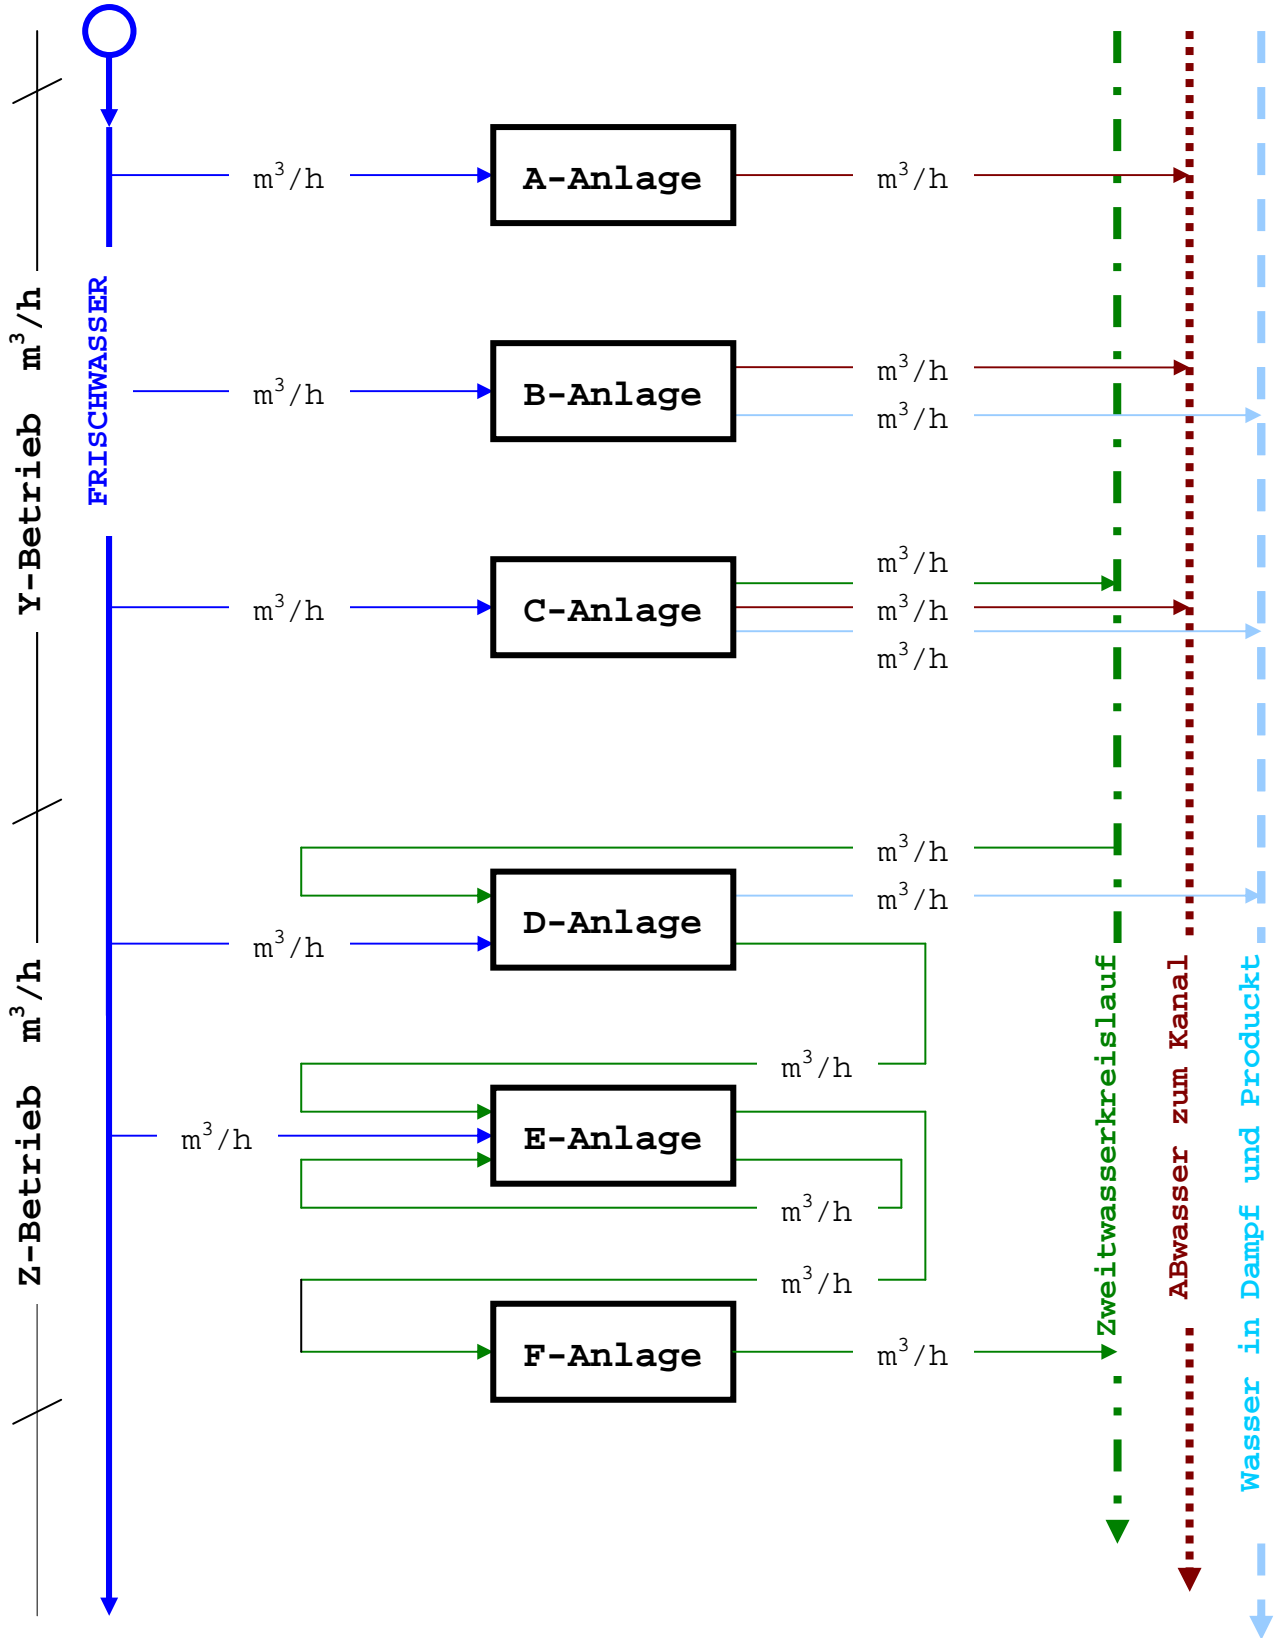 m³/h
A-Anlage
m³/h
Y-Betrieb m³/h
FRISCHWASSER
m³/h
B-Anlage
m³/h
m³/h
m³/h
C-Anlage
m³/h
m³/h
m³/h
m³/h
D-Anlage
m³/h
m³/h
Z-Betrieb m³/h
m³/h
m³/h
E-Anlage
m³/h
m³/h
F-Anlage
m³/h
Zweitwasserkreislauf
ABwasser zum Kanal
Wasser in Dampf und Produckt